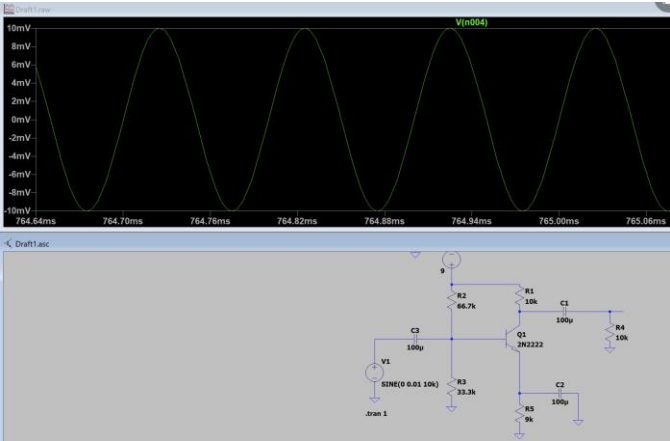 Draft1.raw
V(n004)
10mV
8mV
6mV
4mV
2mV
0mV
-2mV
-4mV
-6mV
-8mV
-10mV
764.64ms 764.70ms 764.76ms 764.82ms 764.88ms 764.94ms 765.00ms 765.06ms
Draft1.asc
9
R2
66.7k
R1
10k
C1
100µ
R4
10k
Q1
2N2222
C3
100µ
V1
SINE(0 0.01 10k)
R3
33.3k
C2
100µ
R5
9k
.tran 1